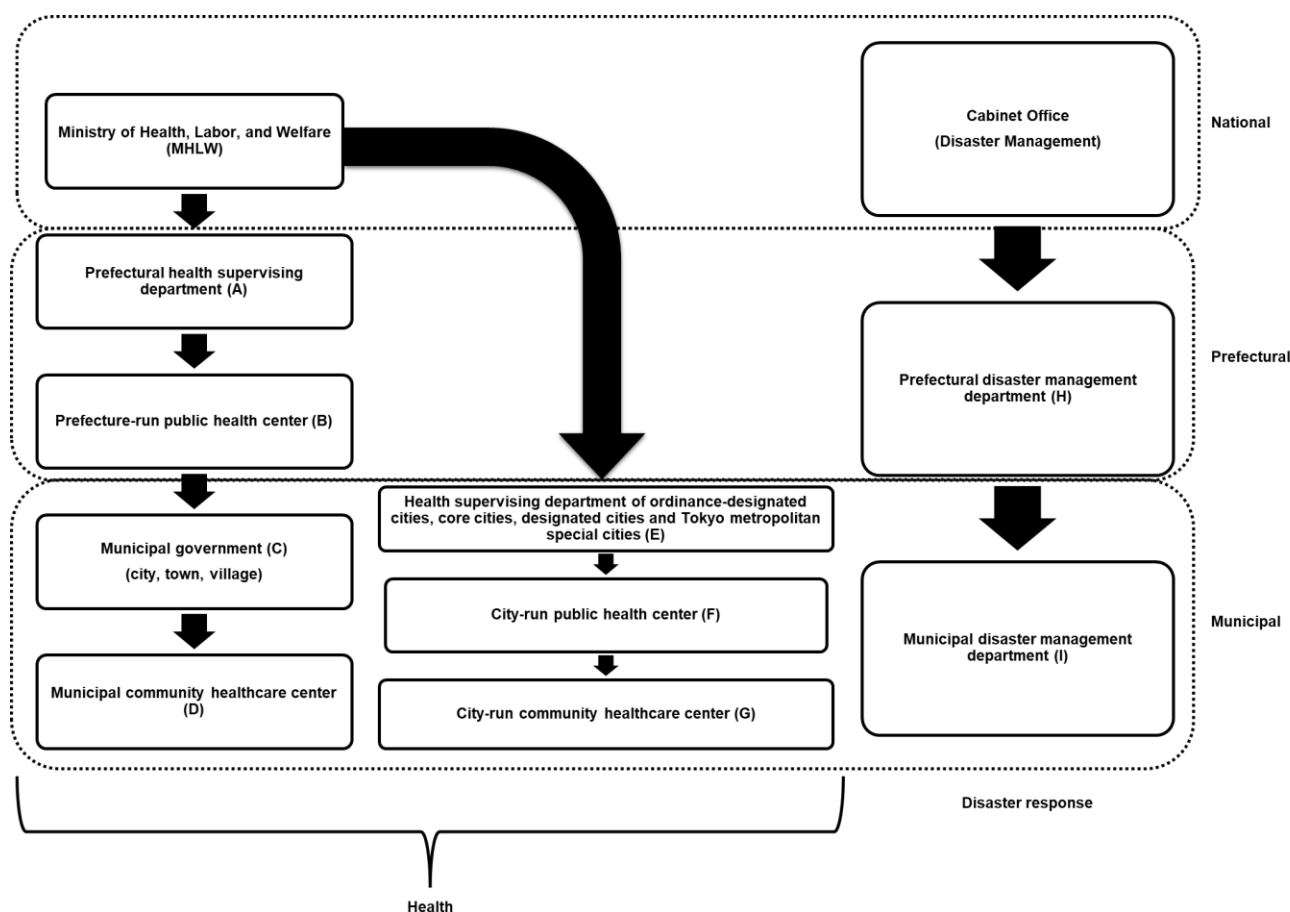 Ministry of Health, Labor, and Welfare
(MHLW)
Cabinet Office
(Disaster Management)
National
Prefectural health supervising
department (A)
Prefecture-run public health center (B)
Prefectural disaster management
department (H)
Prefectural
Municipal government (C)
(city, town, village)
Municipal community healthcare center
(D)
Health supervising department of ordinance-designated
cities, core cities, designated cities and Tokyo metropolitan
special cities (E)
City-run public health center (F)
City-run community healthcare center (G)
Municipal disaster management
department (I)
Municipal
Disaster response
Health